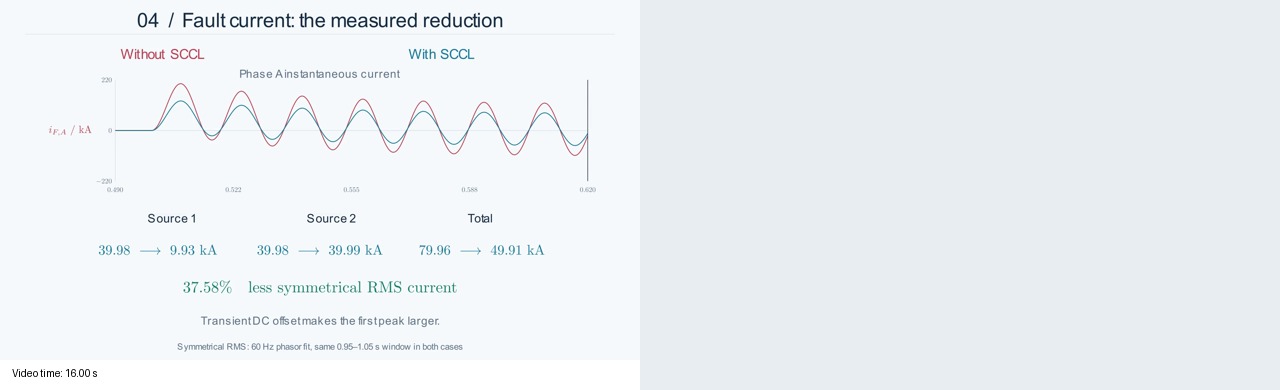 04 / Fault current: the measured reduction
Without SCCL
With SCCL
Phase A instantaneous current
220
i_{F,A} / kA
0
−220
0.490
0.522
0.555
0.588
0.620
Source 1
Source 2
Total
39.98 ⟶ 9.93 kA
39.98 ⟶ 39.99 kA
79.96 ⟶ 49.91 kA
37.58% less symmetrical RMS current
Transient DC offset makes the first peak larger.
Symmetrical RMS: 60 Hz phasor fit, same 0.95–1.05 s window in both cases
Video time: 16.00 s